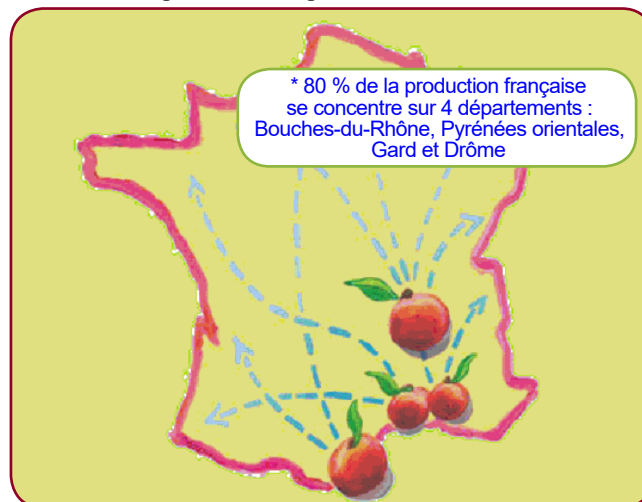 * 80 % de la production française
se concentre sur 4 départements :
Bouches-du-Rhône, Pyrénées orientales,
Gard et Drôme